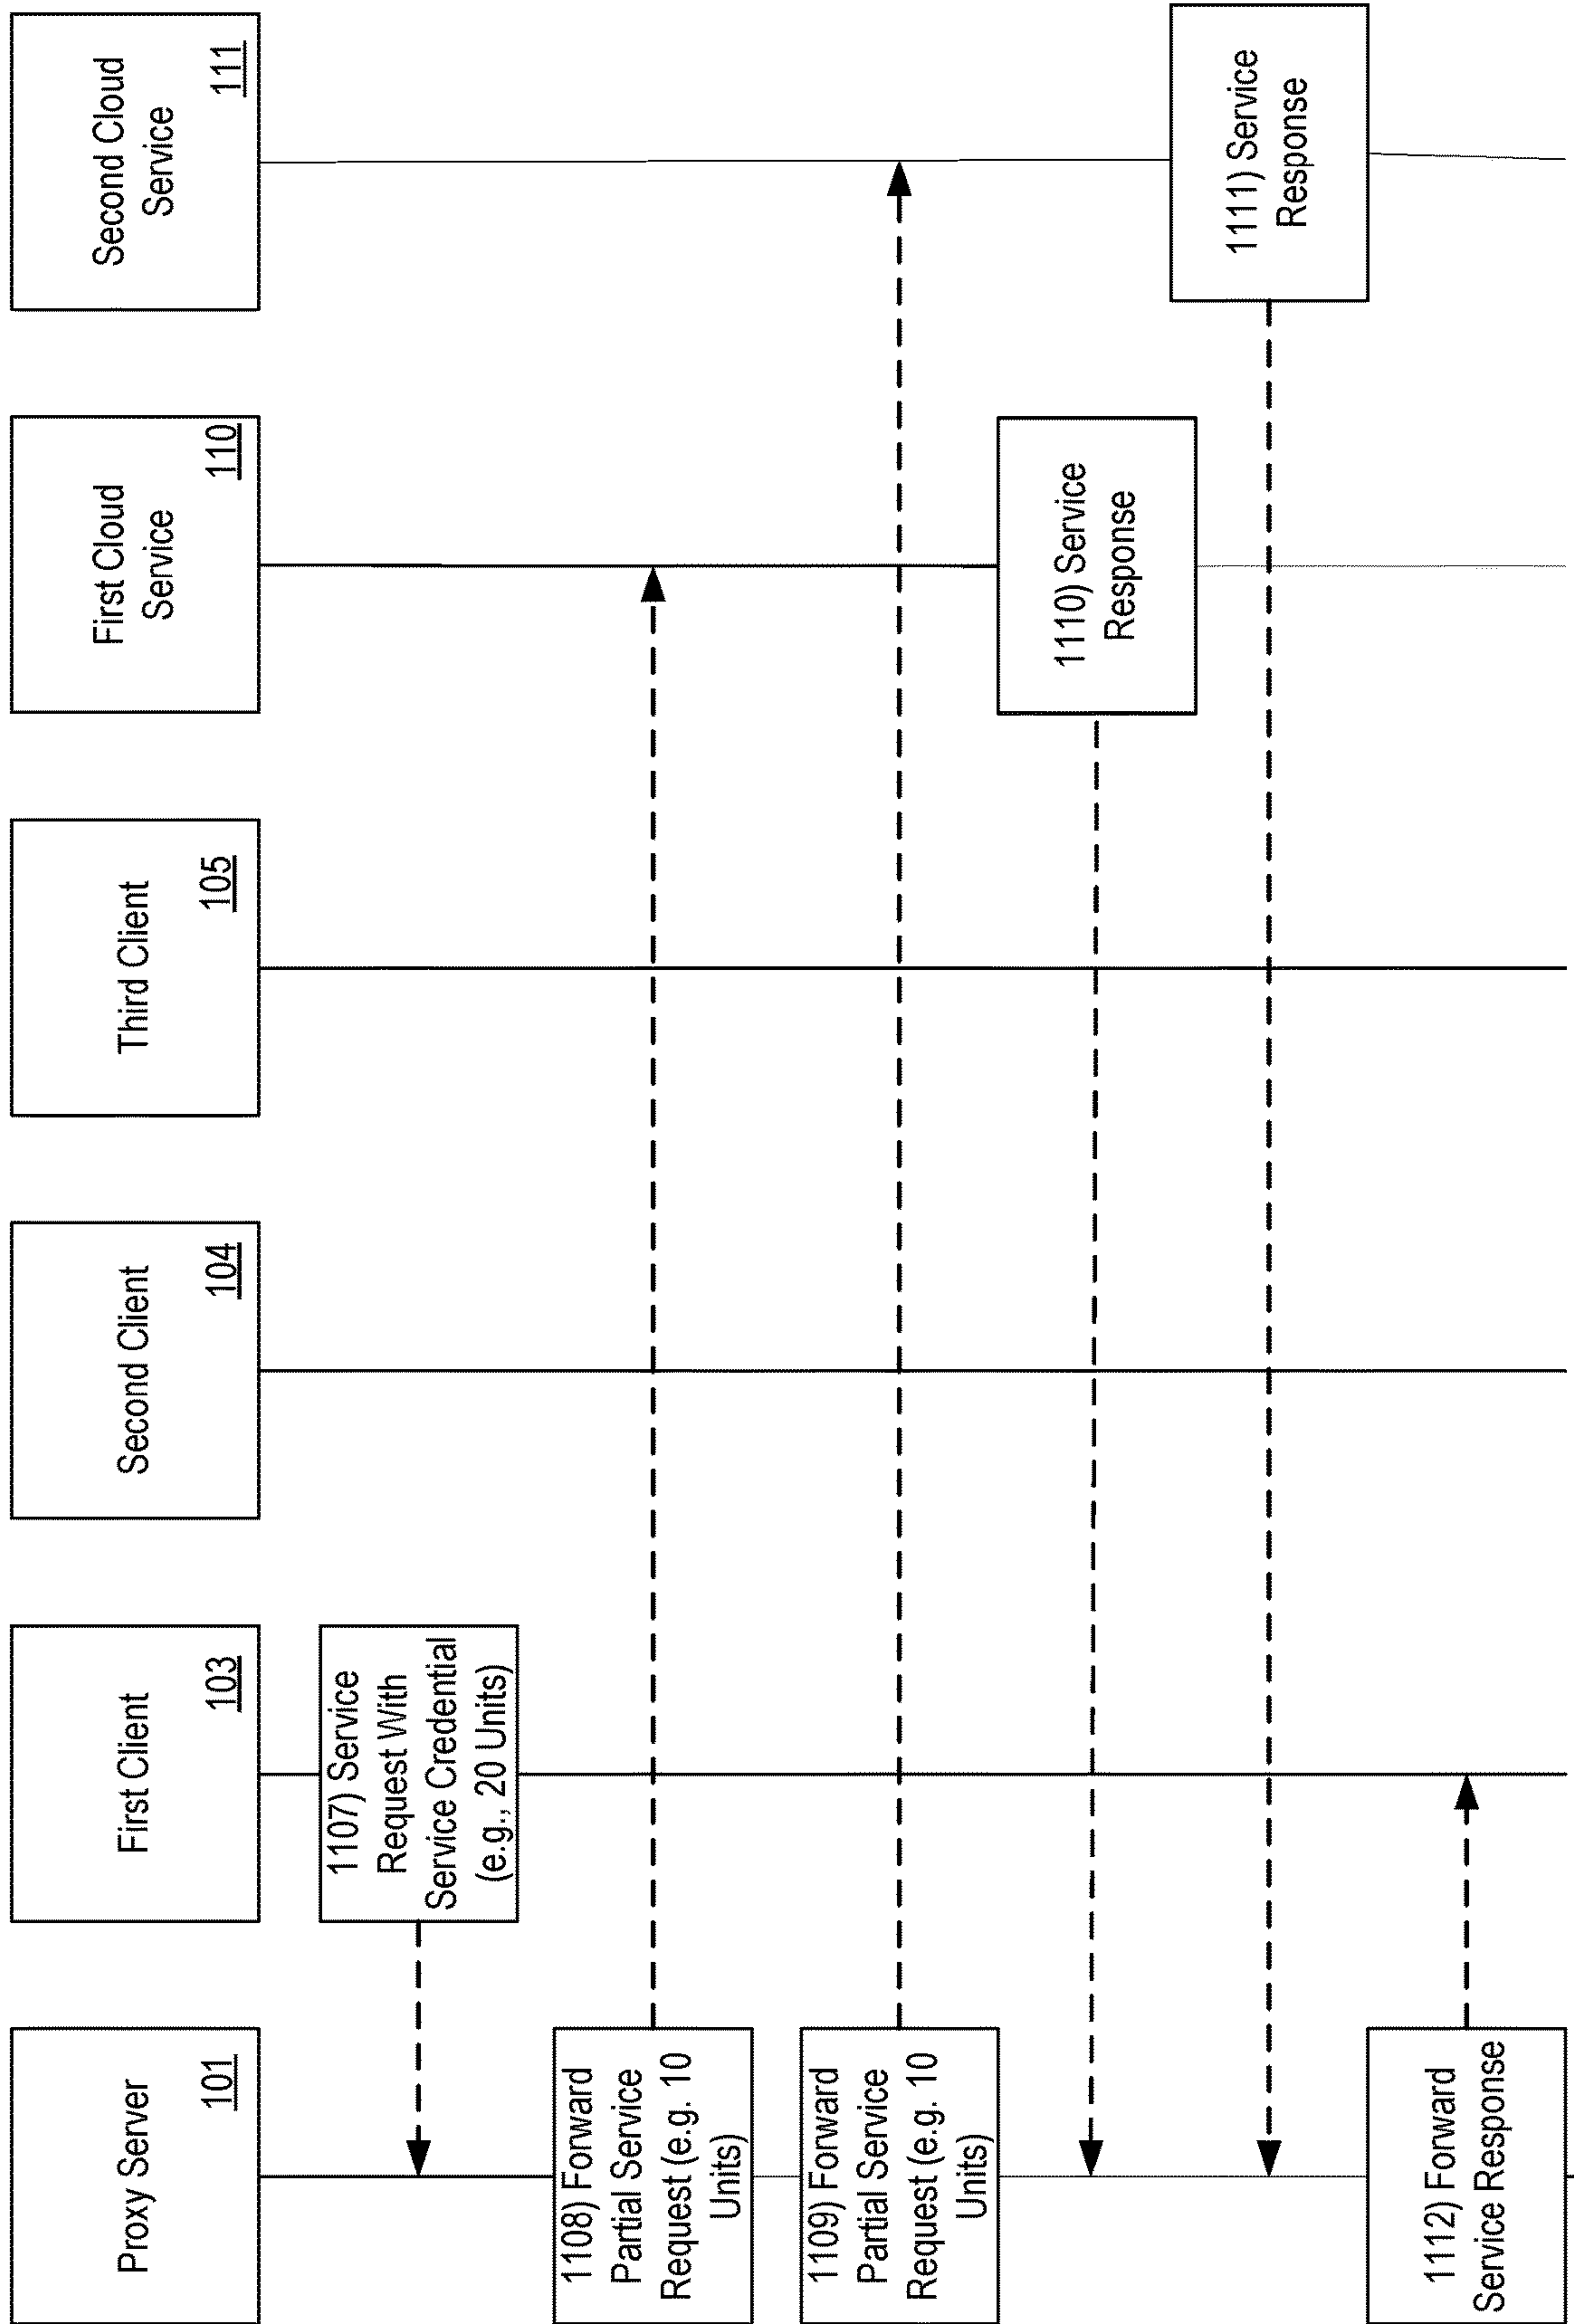 Proxy Server
101
First Client
103
Second Client
104
Third Client
105
First Cloud
Service
110
Second Cloud
Service
111
1107) Service
Request With
Service Credential
(e.g., 20 Units)
1108) Forward
Partial Service
Request (e.g. 10
Units)
1109) Forward
Partial Service
Request (e.g. 10
Units)
1110) Service
Response
1111) Service
Response
1112) Forward
Service Response